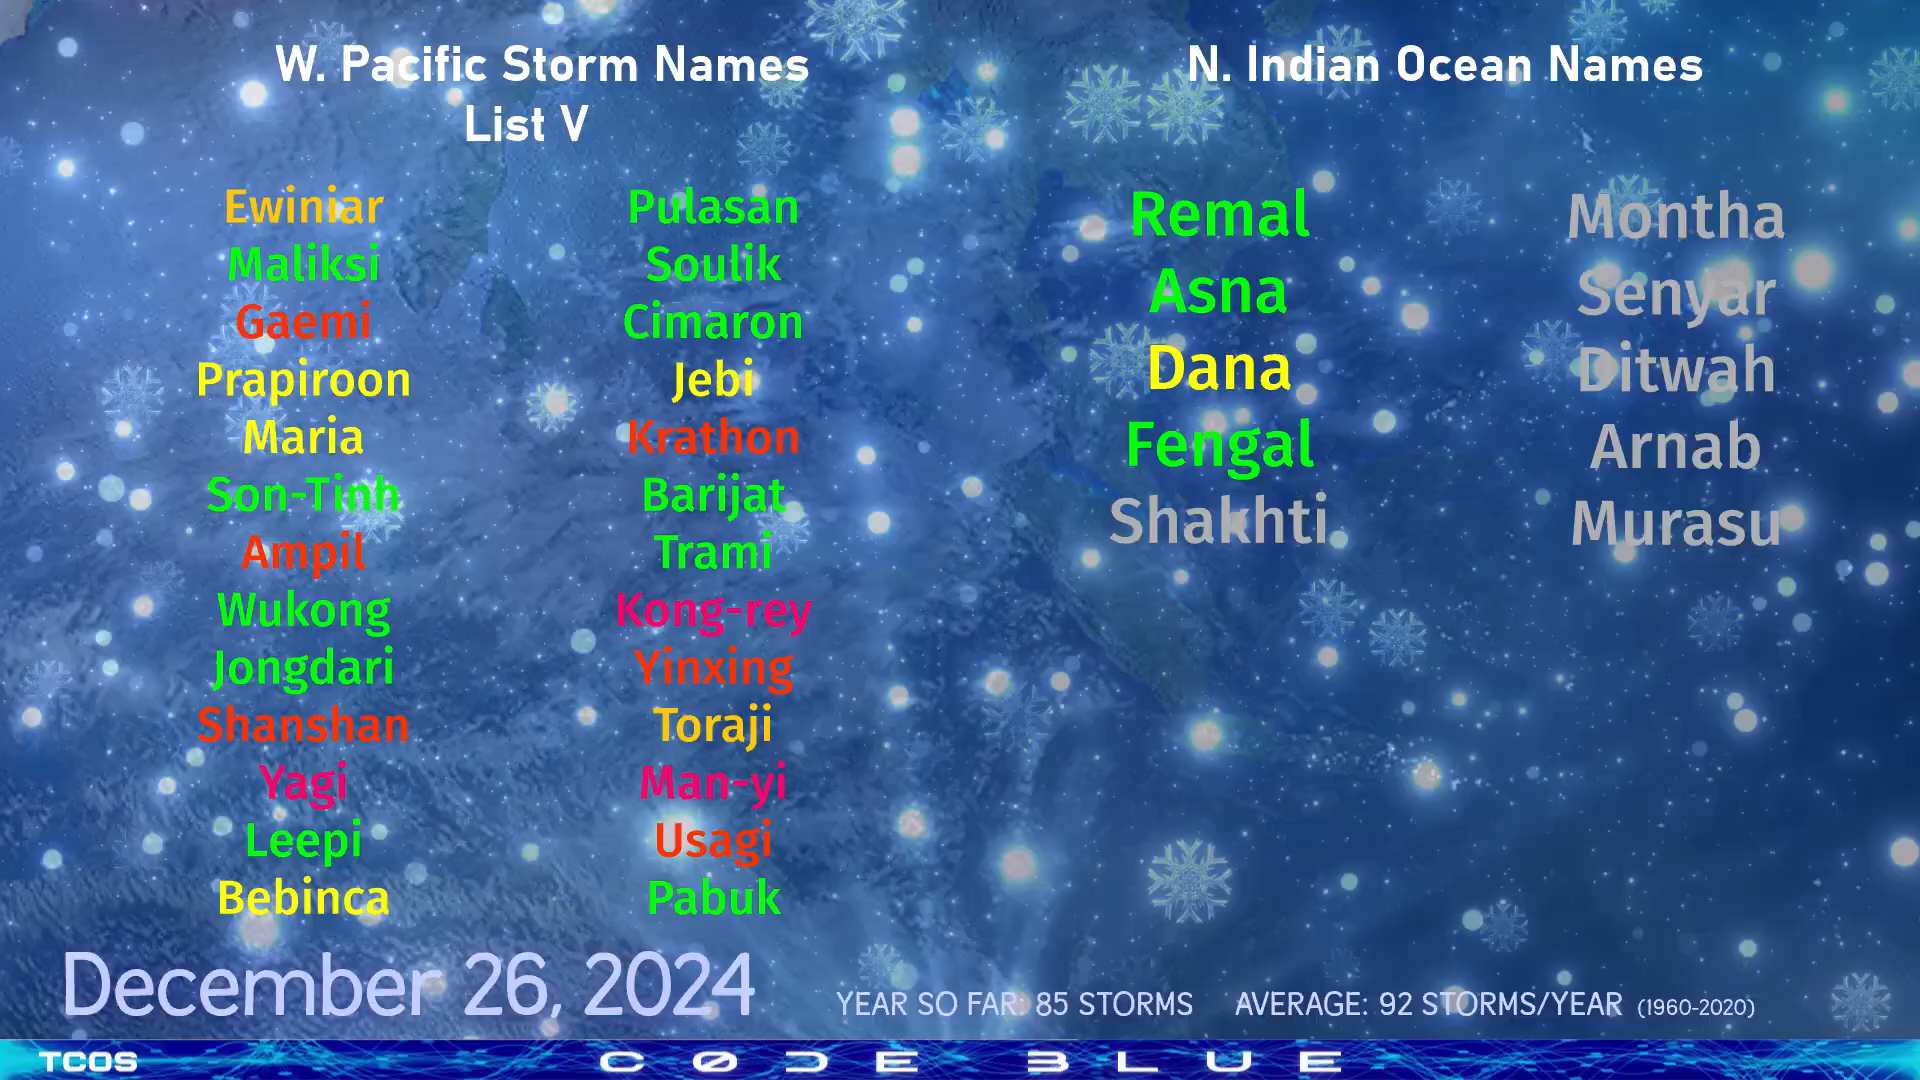 W. Pacific Storm Names
List V
Ewiniar
Maliksi
Gaemi
Prapiroon
Maria
Son-Tinh
Ampil
Wukong
Jongdari
Shanshan
Yagi
Leepi
Bebinca
Pulasan
Soulik
Cimaron
Jebi
Krathon
Barijat
Trami
Kong-rey
Yinxing
Toraji
Man-yi
Usagi
Pabuk
N. Indian Ocean Names
Remal
Asna
Dana
Fengal
Shakhti
Montha
Senyar
Ditwah
Arnab
Murasu
December 26, 2024
YEAR SO FAR: 85 STORMS AVERAGE: 92 STORMS/YEAR (1960-2020)
TCOS CØDE BLUE